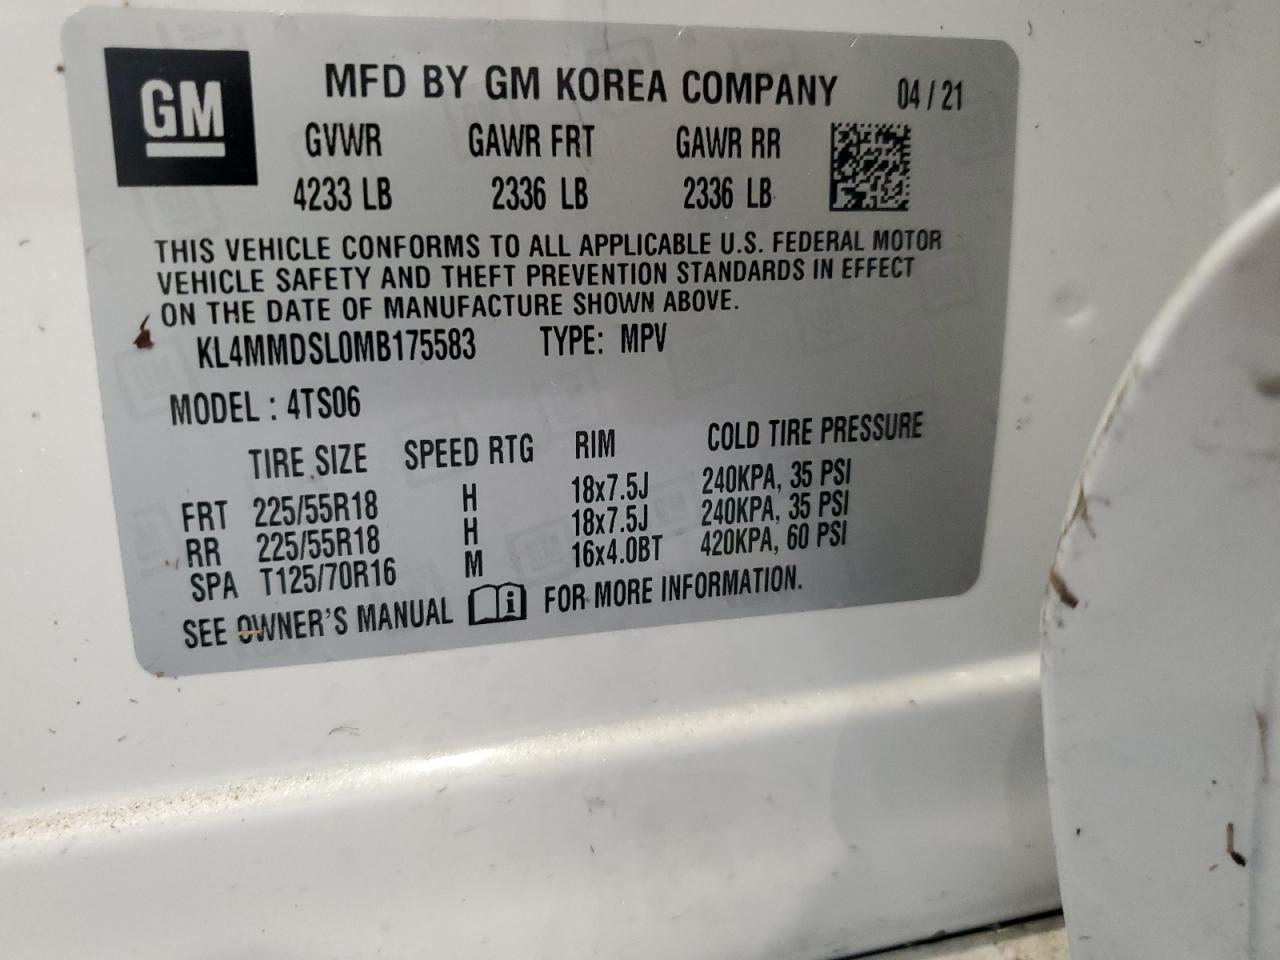 GM
MFD BY GM KOREA COMPANY 04 / 21
GVWR GAWR FRT GAWR RR
4233 LB 2336 LB 2336 LB
THIS VEHICLE CONFORMS TO ALL APPLICABLE U.S. FEDERAL MOTOR
VEHICLE SAFETY AND THEFT PREVENTION STANDARDS IN EFFECT
ON THE DATE OF MANUFACTURE SHOWN ABOVE.
KL4MMDSL0MB175583 TYPE: MPV
MODEL : 4TS06
TIRE SIZE SPEED RTG RIM COLD TIRE PRESSURE
FRT 225/55R18 H 18x7.5J 240KPA, 35 PSI
RR 225/55R18 H 18x7.5J 240KPA, 35 PSI
SPA T125/70R16 M 16x4.0BT 420KPA, 60 PSI
SEE OWNER'S MANUAL i FOR MORE INFORMATION.